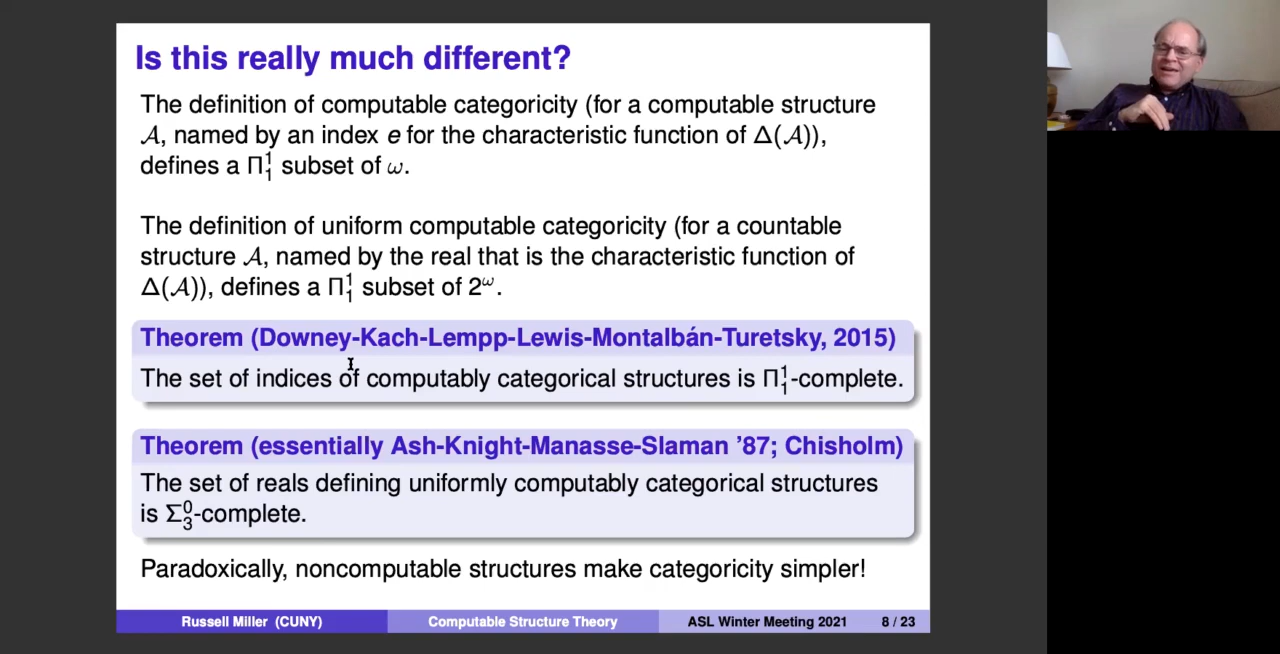 Is this really much different?
The definition of computable categoricity (for a computable structure
𝒜, named by an index e for the characteristic function of Δ(𝒜)),
defines a Π¹₁ subset of ω.
The definition of uniform computable categoricity (for a countable
structure 𝒜, named by the real that is the characteristic function of
Δ(𝒜)), defines a Π¹₁ subset of 2^ω.
Theorem (Downey-Kach-Lempp-Lewis-Montalbán-Turetsky, 2015)
The set of indices of computably categorical structures is Π¹₁-complete.
Theorem (essentially Ash-Knight-Manasse-Slaman '87; Chisholm)
The set of reals defining uniformly computably categorical structures
is Σ⁰₃-complete.
Paradoxically, noncomputable structures make categoricity simpler!
Russell Miller (CUNY) Computable Structure Theory ASL Winter Meeting 2021 8 / 23